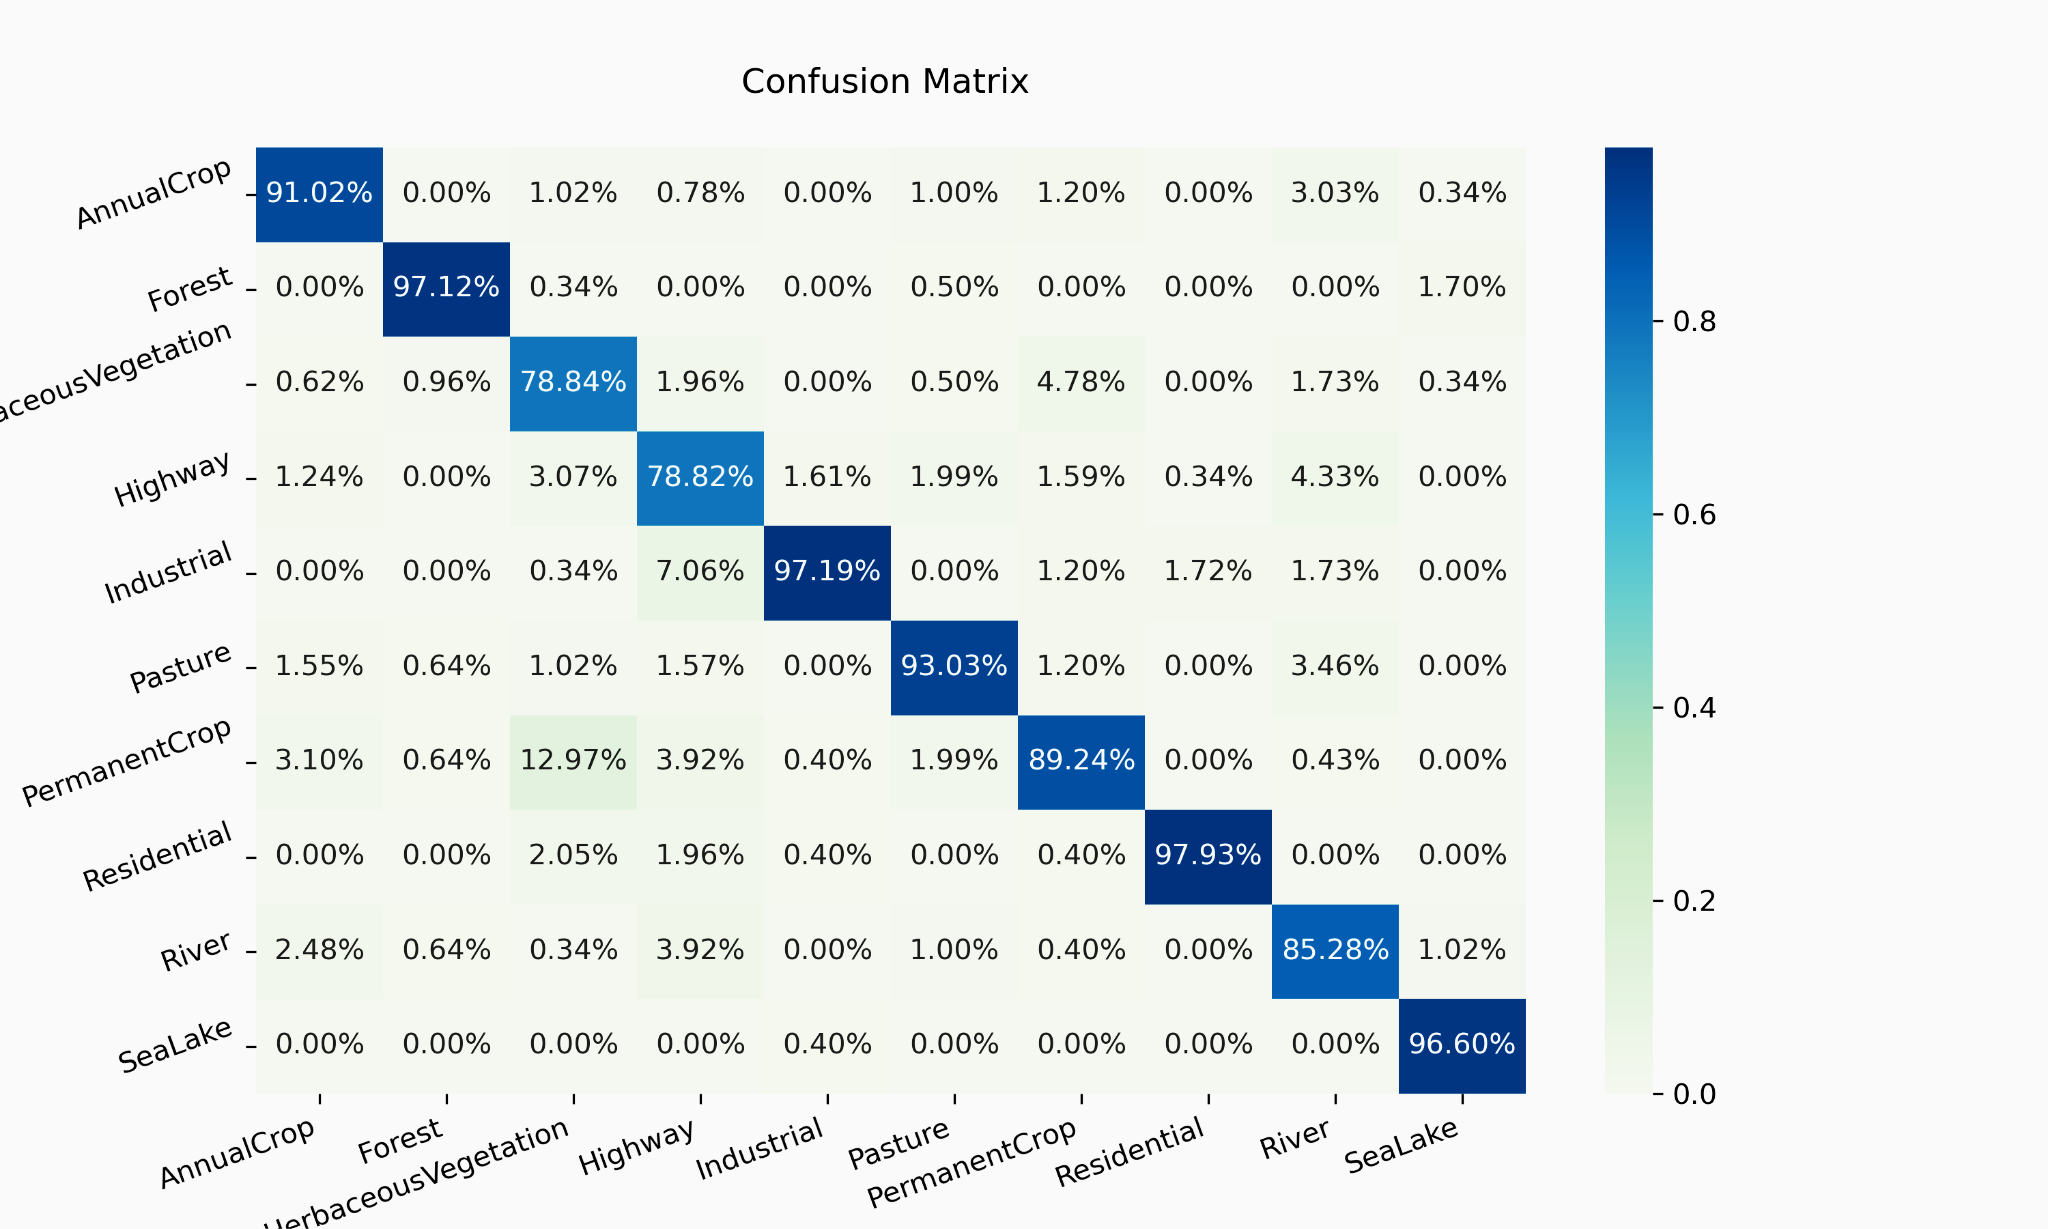 Confusion Matrix
AnnualCrop 91.02% 0.00% 1.02% 0.78% 0.00% 1.00% 1.20% 0.00% 3.03% 0.34%
Forest 0.00% 97.12% 0.34% 0.00% 0.00% 0.50% 0.00% 0.00% 0.00% 1.70%
aceousVegetation 0.62% 0.96% 78.84% 1.96% 0.00% 0.50% 4.78% 0.00% 1.73% 0.34%
Highway 1.24% 0.00% 3.07% 78.82% 1.61% 1.99% 1.59% 0.34% 4.33% 0.00%
Industrial 0.00% 0.00% 0.34% 7.06% 97.19% 0.00% 1.20% 1.72% 1.73% 0.00%
Pasture 1.55% 0.64% 1.02% 1.57% 0.00% 93.03% 1.20% 0.00% 3.46% 0.00%
PermanentCrop 3.10% 0.64% 12.97% 3.92% 0.40% 1.99% 89.24% 0.00% 0.43% 0.00%
Residential 0.00% 0.00% 2.05% 1.96% 0.40% 0.00% 0.40% 97.93% 0.00% 0.00%
River 2.48% 0.64% 0.34% 3.92% 0.00% 1.00% 0.40% 0.00% 85.28% 1.02%
SeaLake 0.00% 0.00% 0.00% 0.00% 0.40% 0.00% 0.00% 0.00% 0.00% 96.60%
AnnualCrop Forest HerbaceousVegetation Highway Industrial Pasture PermanentCrop Residential River SeaLake
0.8
0.6
0.4
0.2
0.0